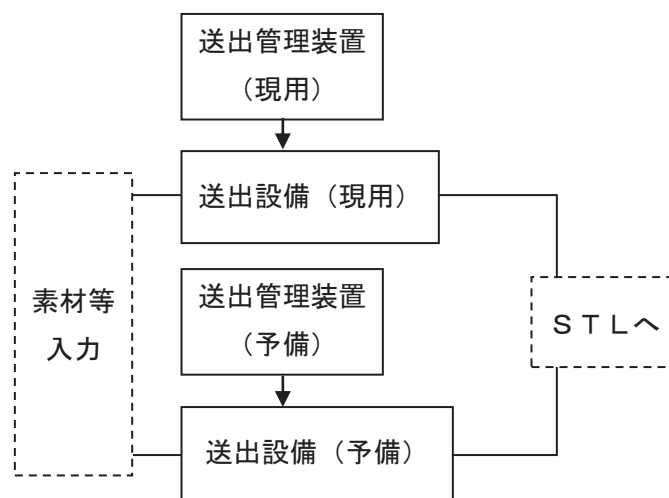 送出管理装置
（現用）
送出設備（現用）
素材等
入力
送出管理装置
（予備）
ＳＴＬへ
送出設備（予備）